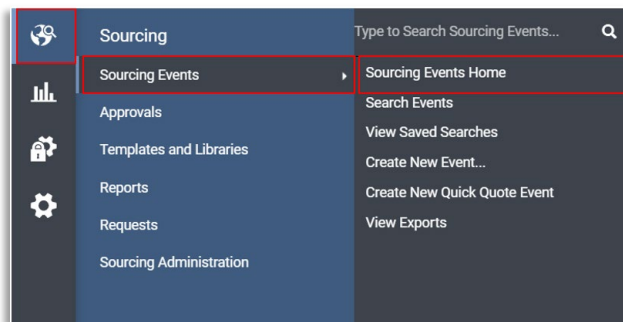 Sourcing
Sourcing Events
Approvals
Templates and Libraries
Reports
Requests
Sourcing Administration
Type to Search Sourcing Events...
Sourcing Events Home
Search Events
View Saved Searches
Create New Event...
Create New Quick Quote Event
View Exports